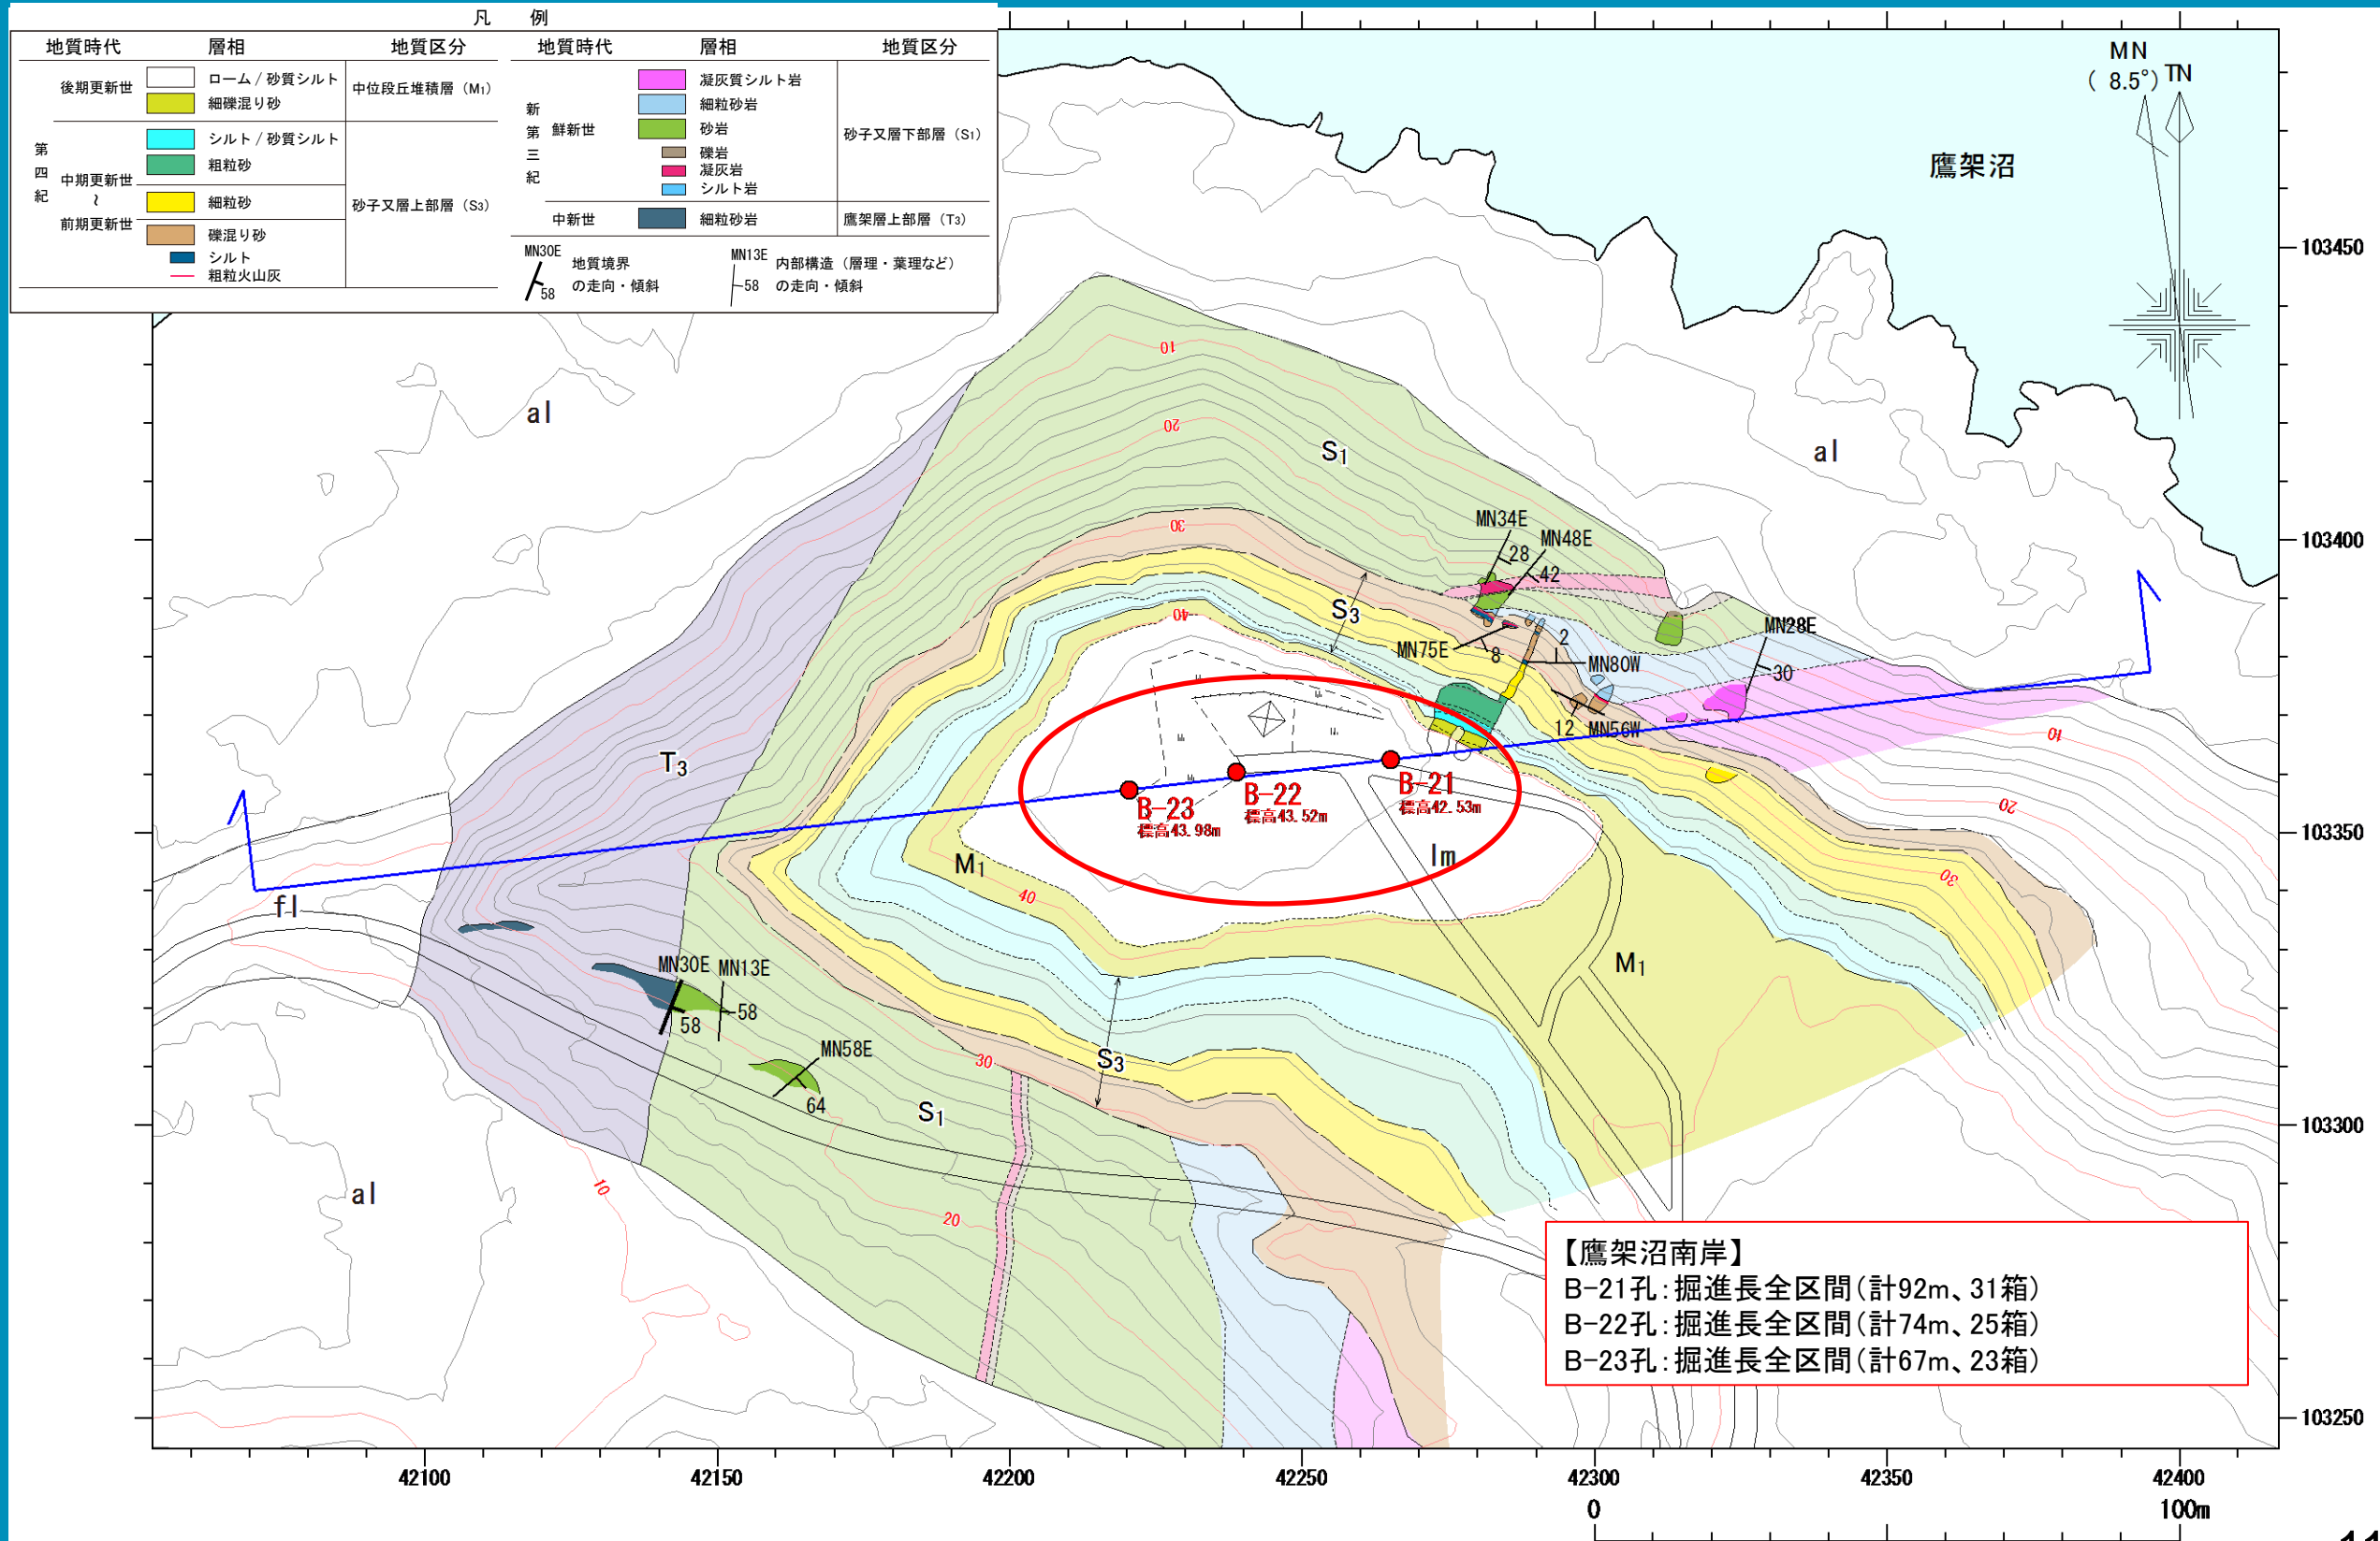 凡 例
地質時代 層相 地質区分 地質時代 層相 地質区分
第四紀
後期更新世
ローム / 砂質シルト
細礫混り砂
中位段丘堆積層（M1）
中期更新世
～
前期更新世
シルト / 砂質シルト
粗粒砂
細粒砂
礫混り砂
シルト
粗粒火山灰
砂子又層上部層（S3）
新第三紀
鮮新世
凝灰質シルト岩
細粒砂岩
砂岩
礫岩
凝灰岩
シルト岩
砂子又層下部層（S1）
中新世
細粒砂岩
鷹架層上部層（T3）
MN30E
58
地質境界
の走向・傾斜
MN13E
58
内部構造（層理・葉理など）
の走向・傾斜
MN
( 8.5°)
TN
鷹架沼
103450
al
10
20
S1
al
30
MN34E
28
MN48E
42
103400
S3
40
MN75E
8
2
MN80W
MN28E
30
12
MN56W
10
T3
B-23
標高43.98m
B-22
標高43.52m
B-21
標高42.53m
20
103350
M1
lm
40
30
fl
M1
MN30E
MN13E
58
58
MN58E
64
30
S3
S1
103300
al
10
20
【鷹架沼南岸】
B-21孔：掘進長全区間（計92m、31箱）
B-22孔：掘進長全区間（計74m、25箱）
B-23孔：掘進長全区間（計67m、23箱）
103250
42100 42150 42200 42250 42300 42350 42400
0 100m